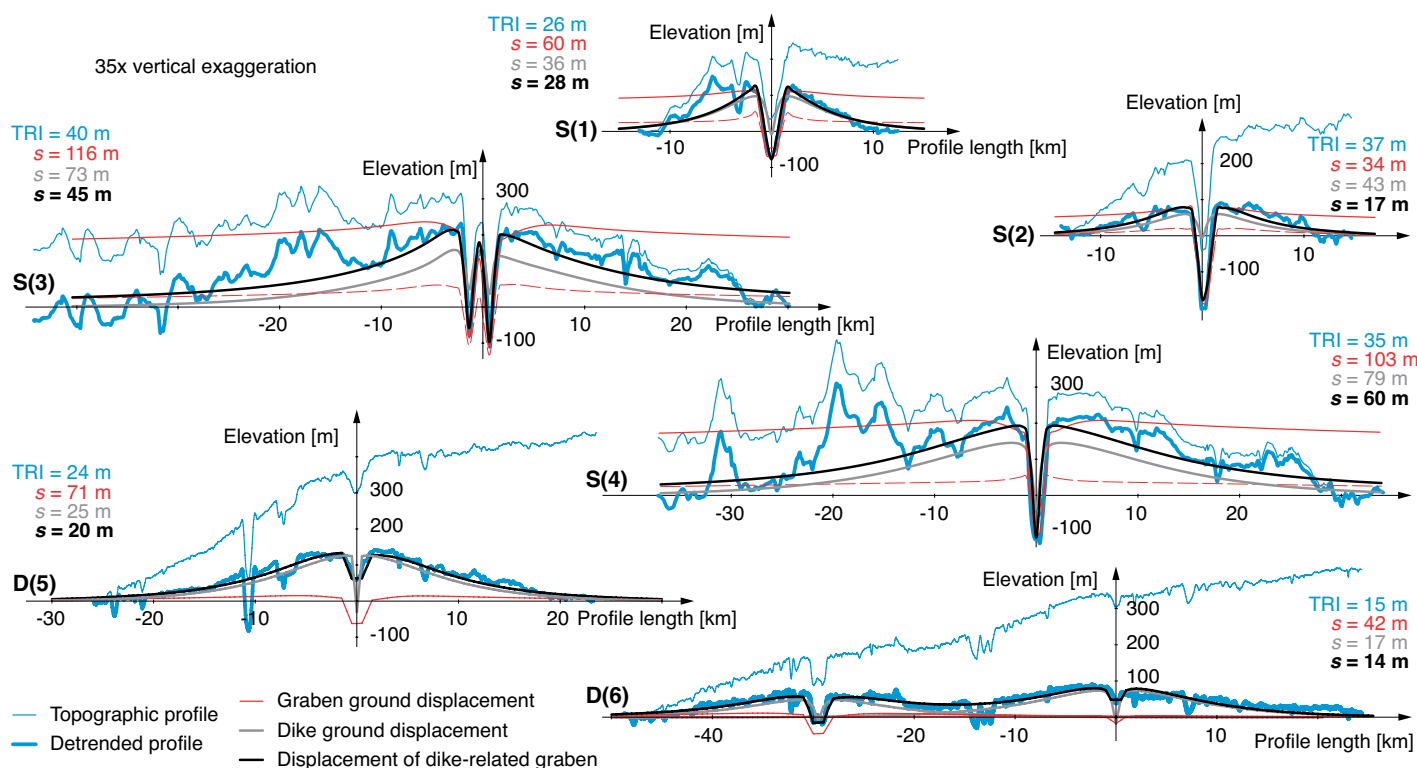 35x vertical exaggeration
TRI = 26 m
s = 60 m
s = 36 m
s = 28 m
Elevation [m]
S(1)
-10
10
-100
Profile length [km]
Elevation [m]
200
TRI = 37 m
s = 34 m
s = 43 m
s = 17 m
S(2)
-10
-100
10
TRI = 40 m
s = 116 m
s = 73 m
s = 45 m
Elevation [m]
300
S(3)
-20
-10
10
20
-100
Profile length [km]
Elevation [m]
300
TRI = 35 m
s = 103 m
s = 79 m
s = 60 m
S(4)
-30
-20
-10
-100
10
20
Elevation [m]
300
200
TRI = 24 m
s = 71 m
s = 25 m
s = 20 m
D(5)
-30
-20
-10
10
20
-100
Profile length [km]
Elevation [m]
300
200
100
TRI = 15 m
s = 42 m
s = 17 m
s = 14 m
D(6)
-40
-20
-10
10
Profile length [km]
Topographic profile
Detrended profile
Graben ground displacement
Dike ground displacement
Displacement of dike-related graben